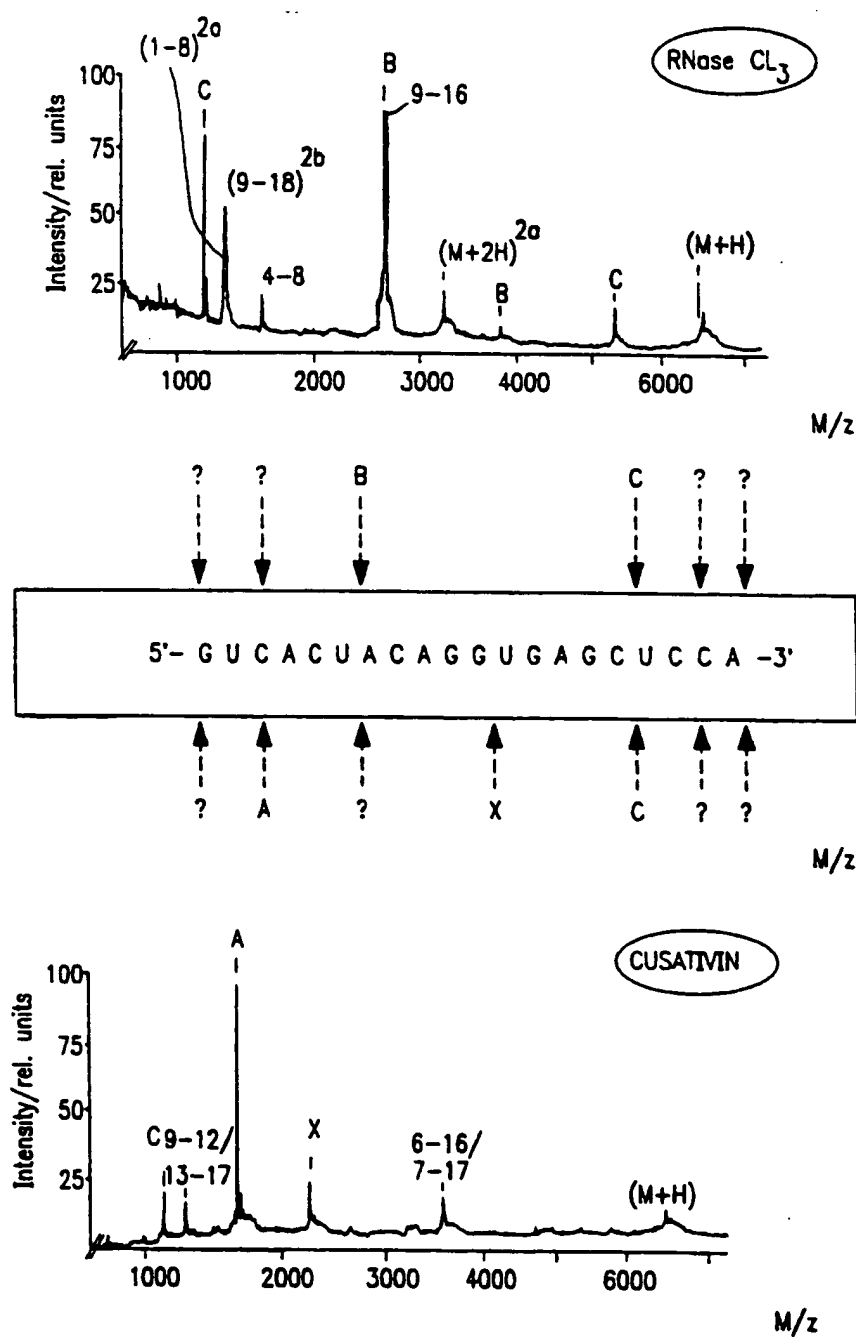 (1-8)2a
C
B
RNase CL3
9-16
(9-18)2b
4-8
(M+2H)2a
B
C
(M+H)
Intensity/rel. units
100
75
50
25
1000 2000 3000 4000 6000
M/z
? ? B C ? ?
5'- G U C A C U A C A G G U G A G C U C C A -3'
? A ? X C ? ?
M/z
A
CUSATIVIN
C 9-12/
13-17
X
6-16/
7-17
(M+H)
Intensity/rel. units
100
75
50
25
1000 2000 3000 4000 6000
M/z